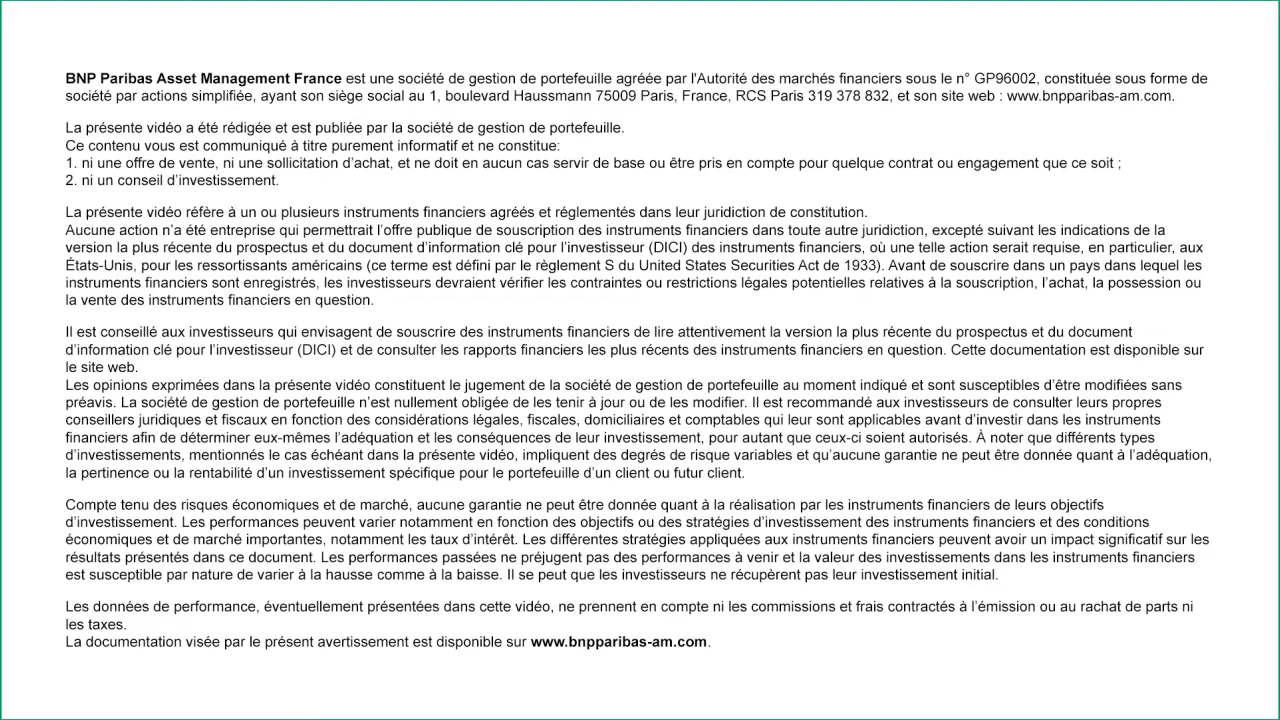 BNP Paribas Asset Management France est une société de gestion de portefeuille agréée par l'Autorité des marchés financiers sous le n° GP96002, constituée sous forme de
société par actions simplifiée, ayant son siège social au 1, boulevard Haussmann 75009 Paris, France, RCS Paris 319 378 832, et son site web : www.bnpparibas-am.com.
La présente vidéo a été rédigée et est publiée par la société de gestion de portefeuille.
Ce contenu vous est communiqué à titre purement informatif et ne constitue:
1. ni une offre de vente, ni une sollicitation d’achat, et ne doit en aucun cas servir de base ou être pris en compte pour quelque contrat ou engagement que ce soit ;
2. ni un conseil d’investissement.
La présente vidéo réfère à un ou plusieurs instruments financiers agréés et réglementés dans leur juridiction de constitution.
Aucune action n’a été entreprise qui permettrait l’offre publique de souscription des instruments financiers dans toute autre juridiction, excepté suivant les indications de la
version la plus récente du prospectus et du document d’information clé pour l’investisseur (DICI) des instruments financiers, où une telle action serait requise, en particulier, aux
États-Unis, pour les ressortissants américains (ce terme est défini par le règlement S du United States Securities Act de 1933). Avant de souscrire dans un pays dans lequel les
instruments financiers sont enregistrés, les investisseurs devraient vérifier les contraintes ou restrictions légales potentielles relatives à la souscription, l’achat, la possession ou
la vente des instruments financiers en question.
Il est conseillé aux investisseurs qui envisagent de souscrire des instruments financiers de lire attentivement la version la plus récente du prospectus et du document
d’information clé pour l’investisseur (DICI) et de consulter les rapports financiers les plus récents des instruments financiers en question. Cette documentation est disponible sur
le site web.
Les opinions exprimées dans la présente vidéo constituent le jugement de la société de gestion de portefeuille au moment indiqué et sont susceptibles d’être modifiées sans
préavis. La société de gestion de portefeuille n’est nullement obligée de les tenir à jour ou de les modifier. Il est recommandé aux investisseurs de consulter leurs propres
conseillers juridiques et fiscaux en fonction des considérations légales, fiscales, domiciliaires et comptables qui leur sont applicables avant d’investir dans les instruments
financiers afin de déterminer eux-mêmes l’adéquation et les conséquences de leur investissement, pour autant que ceux-ci soient autorisés. À noter que différents types
d’investissements, mentionnés le cas échéant dans la présente vidéo, impliquent des degrés de risque variables et qu’aucune garantie ne peut être donnée quant à l’adéquation,
la pertinence ou la rentabilité d’un investissement spécifique pour le portefeuille d’un client ou futur client.
Compte tenu des risques économiques et de marché, aucune garantie ne peut être donnée quant à la réalisation par les instruments financiers de leurs objectifs
d’investissement. Les performances peuvent varier notamment en fonction des objectifs ou des stratégies d’investissement des instruments financiers et des conditions
économiques et de marché importantes, notamment les taux d’intérêt. Les différentes stratégies appliquées aux instruments financiers peuvent avoir un impact significatif sur les
résultats présentés dans ce document. Les performances passées ne préjugent pas des performances à venir et la valeur des investissements dans les instruments financiers
est susceptible par nature de varier à la hausse comme à la baisse. Il se peut que les investisseurs ne récupèrent pas leur investissement initial.
Les données de performance, éventuellement présentées dans cette vidéo, ne prennent en compte ni les commissions et frais contractés à l’émission ou au rachat de parts ni
les taxes.
La documentation visée par le présent avertissement est disponible sur www.bnpparibas-am.com.